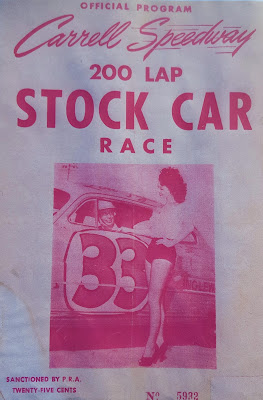 OFFICIAL PROGRAM
Carrell Speedway
200 LAP
STOCK CAR
RACE
33
SANCTIONED BY P.R.A.
TWENTY-FIVE CENTS
No 5932